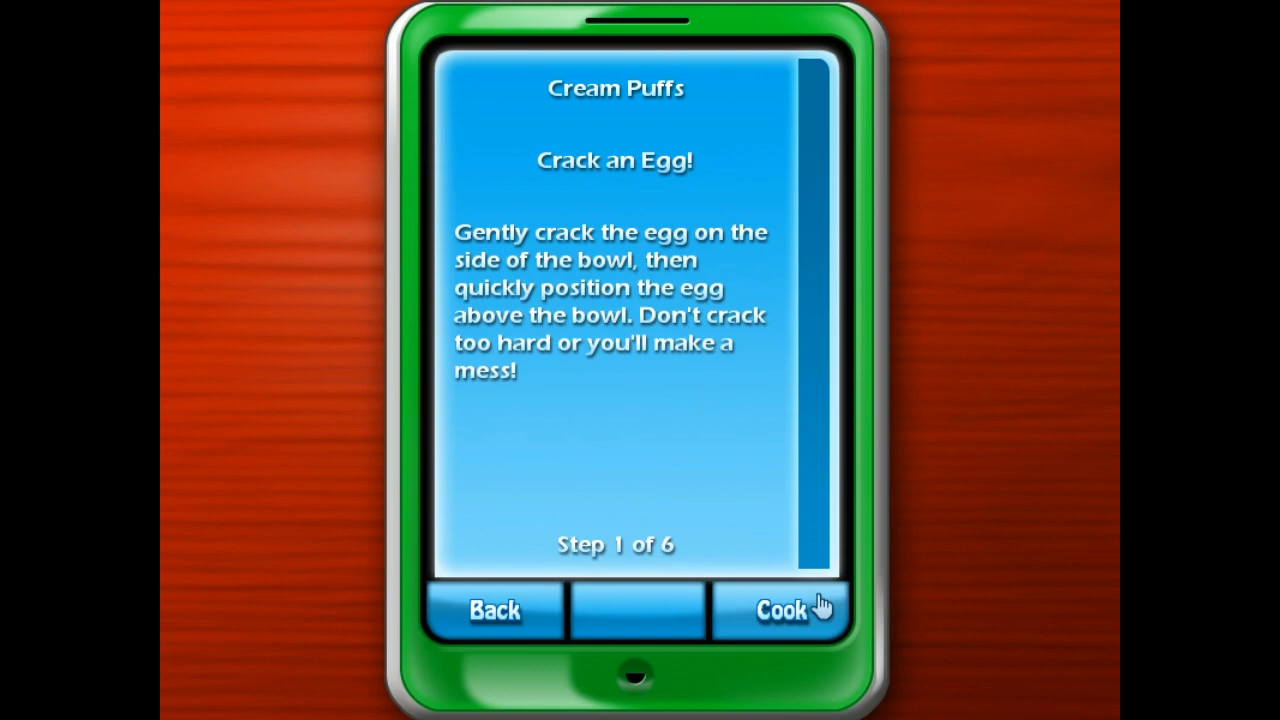 Cream Puffs
Crack an Egg!
Gently crack the egg on the
side of the bowl, then
quickly position the egg
above the bowl. Don't crack
too hard or you'll make a
mess!
Step 1 of 6
Back
Cook